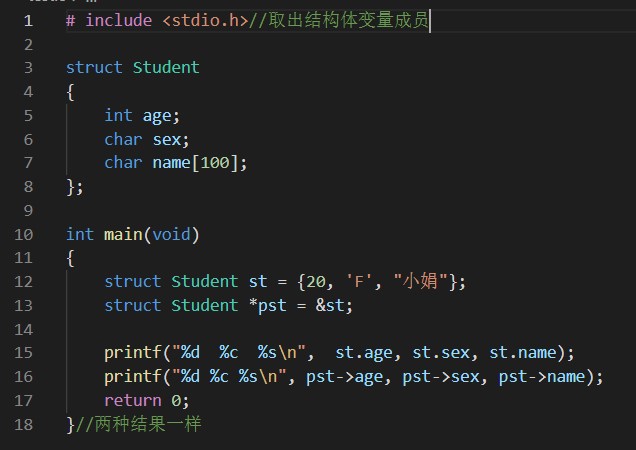 1 # include <stdio.h>//取出结构体变量成员
2
3 struct Student
4 {
5     int age;
6     char sex;
7     char name[100];
8 };
9
10 int main(void)
11 {
12     struct Student st = {20, 'F', "小娟"};
13     struct Student *pst = &st;
14
15     printf("%d  %c  %s\n",  st.age, st.sex, st.name);
16     printf("%d %c %s\n", pst->age, pst->sex, pst->name);
17     return 0;
18 }//两种结果一样